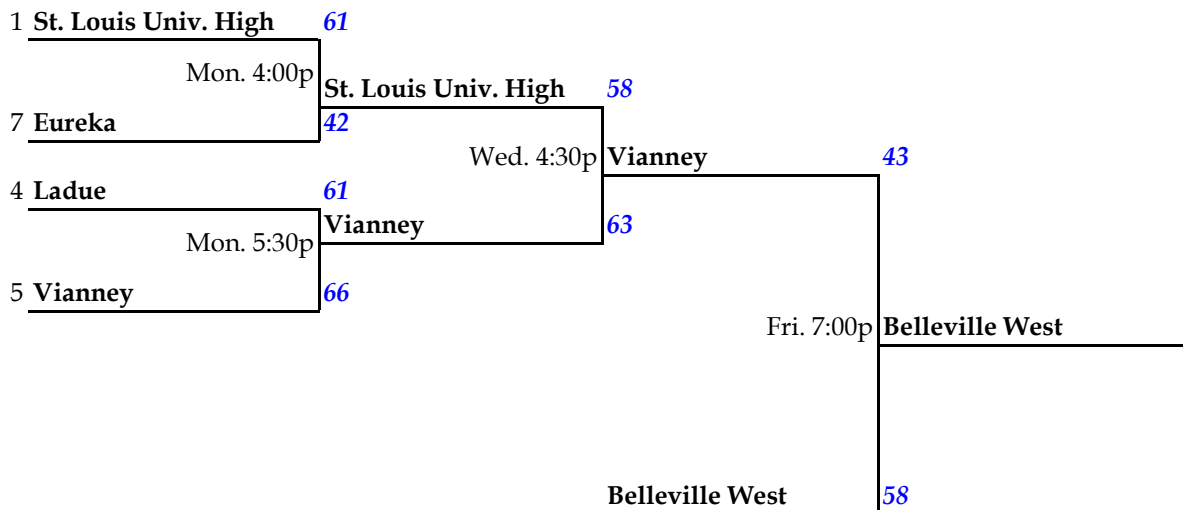 1 St. Louis Univ. High 61
Mon. 4:00p
St. Louis Univ. High 58
7 Eureka 42
Wed. 4:30p Vianney 43
4 Ladue 61
Vianney 63
Mon. 5:30p
5 Vianney 66
Fri. 7:00p Belleville West
Belleville West 58